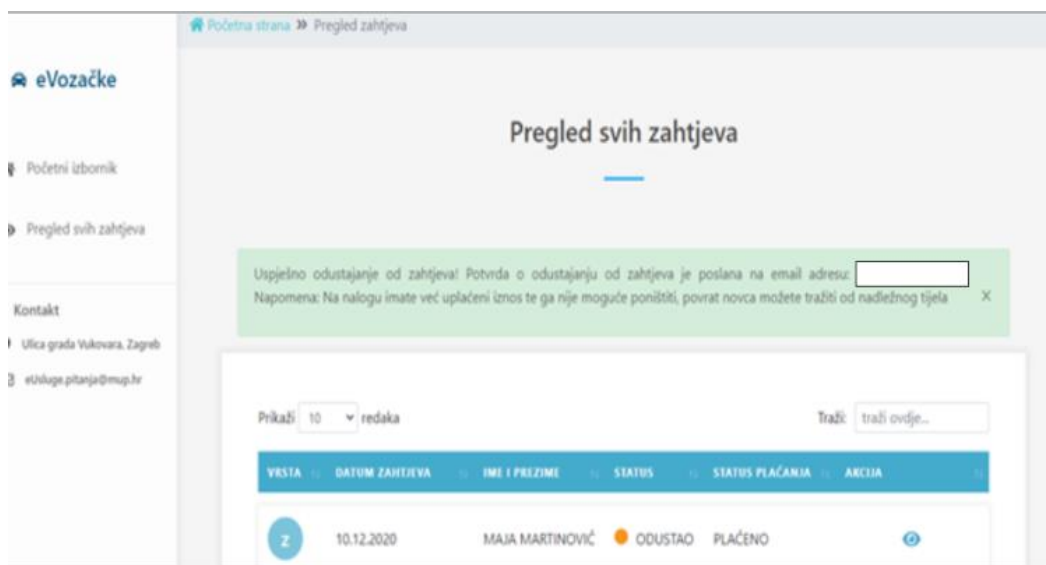 Početna strana » Pregled zahtjeva
eVozačke
Početni izbornik
Pregled svih zahtjeva
Kontakt
Ulica grada Vukovara, Zagreb
eUsluge.pitanja@mup.hr
Pregled svih zahtjeva
Uspješno odustajanje od zahtjeva! Potvrda o odustajanju od zahtjeva je poslana na email adresu:
Napomena: Na nalogu imate već uplaćeni iznos te ga nije moguće poništiti, povrat novca možete tražiti od nadležnog tijela X
Prikaži 10 redaka Traži: traži ovdje...
VRSTA DATUM ZAHTJEVA IME I PREZIME STATUS STATUS PLAĆANJA AKCIJA
Z 10.12.2020 MAJA MARTINOVIĆ ODUSTAO PLAĆENO